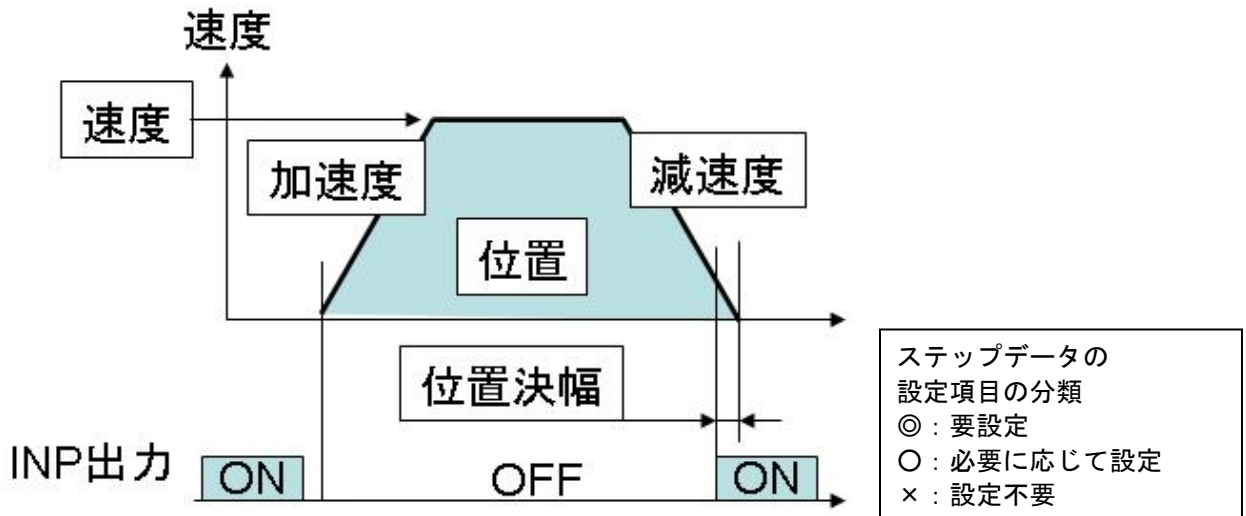 速度
速度
加速度
減速度
位置
位置決幅
INP出力
ON
OFF
ON
ステップデータの
設定項目の分類
◎：要設定
○：必要に応じて設定
×：設定不要